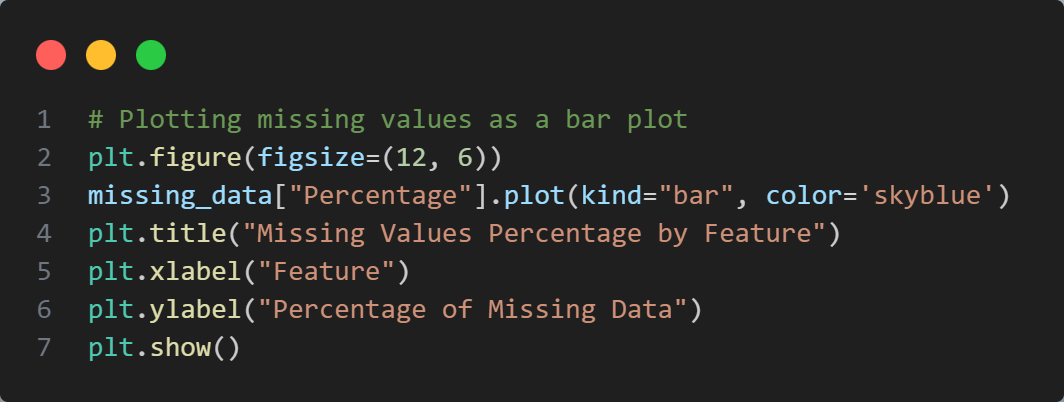 1 # Plotting missing values as a bar plot
2 plt.figure(figsize=(12, 6))
3 missing_data["Percentage"].plot(kind="bar", color='skyblue')
4 plt.title("Missing Values Percentage by Feature")
5 plt.xlabel("Feature")
6 plt.ylabel("Percentage of Missing Data")
7 plt.show()